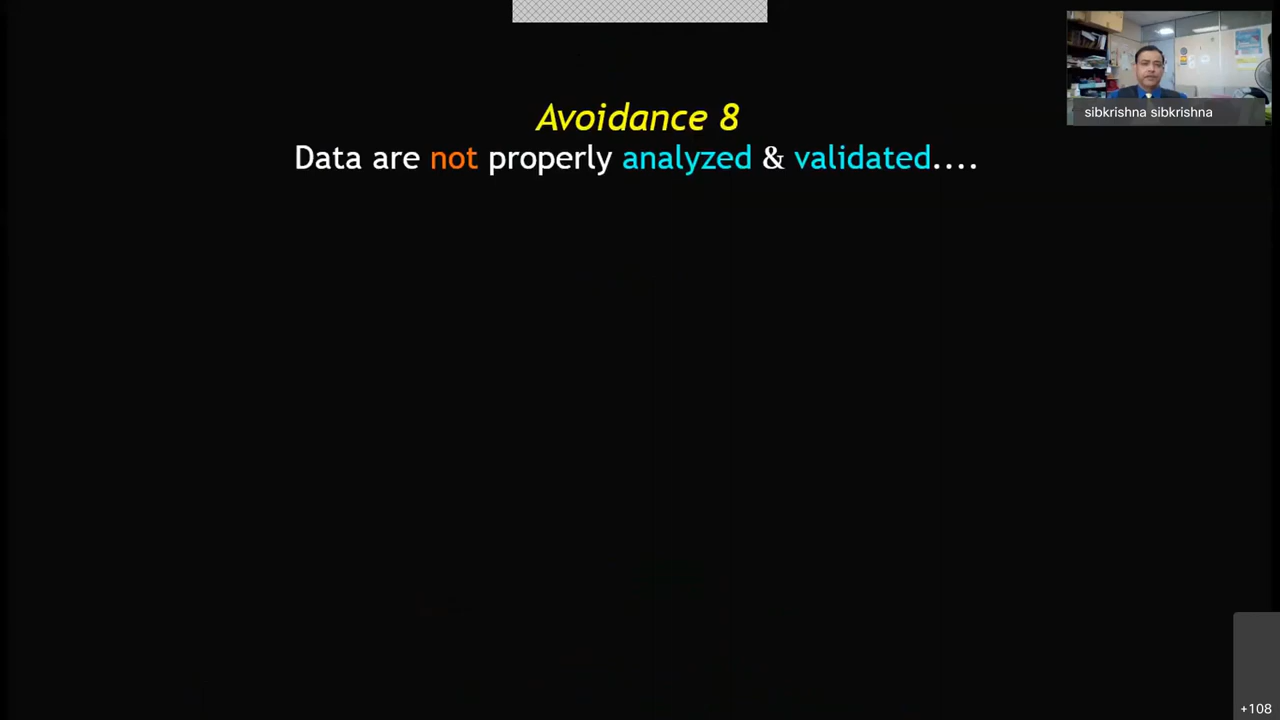 Avoidance 8
Data are not properly analyzed & validated....
sibkrishna sibkrishna
+108